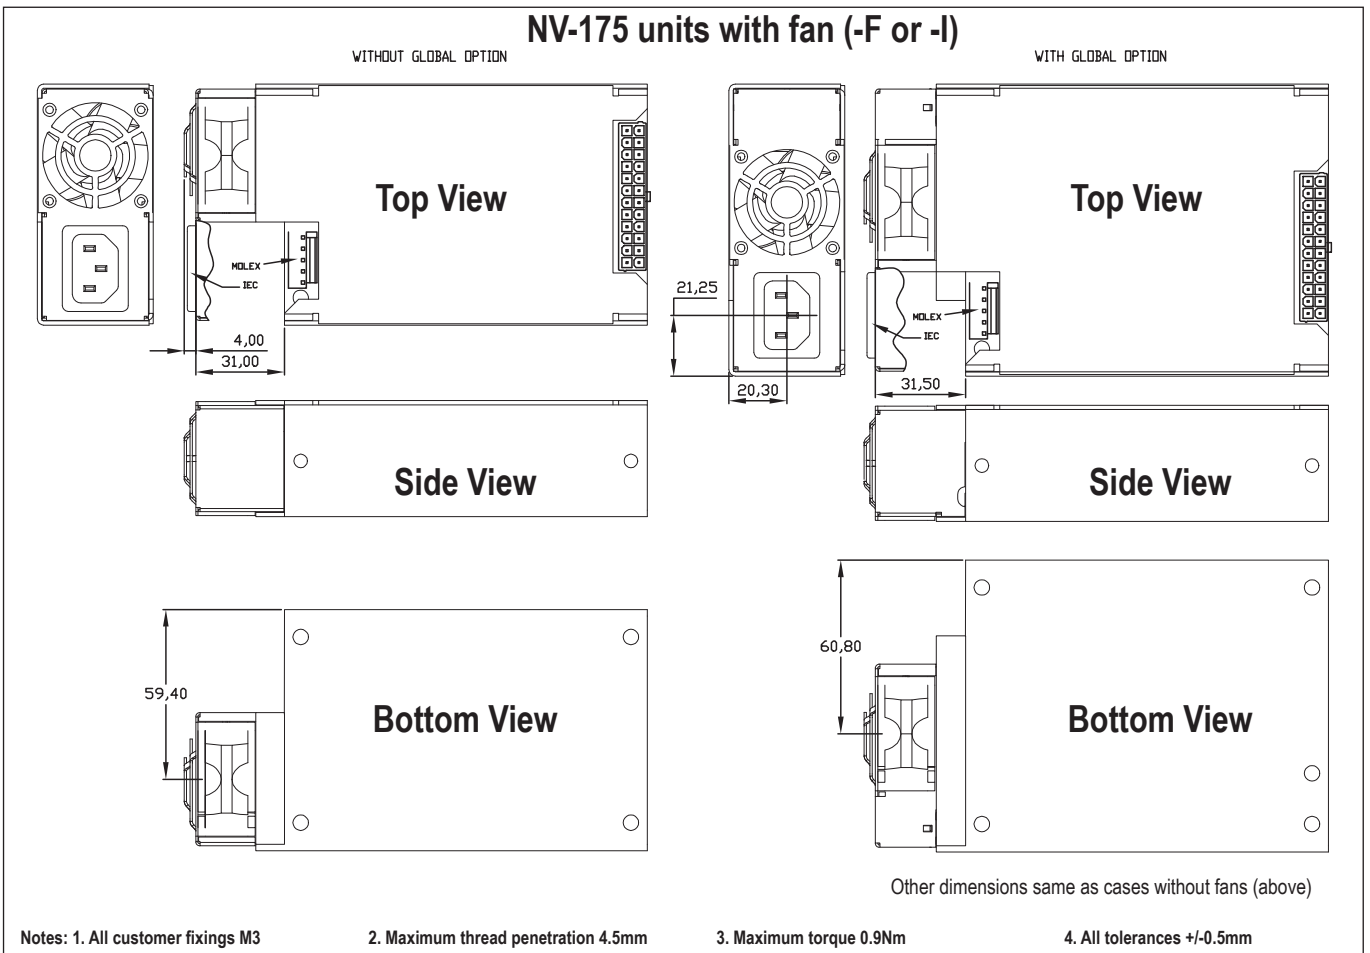 NV-175 units with fan (-F or -I)
WITHOUT GLOBAL OPTION
WITH GLOBAL OPTION
Top View
MOLEX
IEC
4,00
31,00
Top View
MOLEX
IEC
21,25
20,30
31,50
Side View
Side View
59,40
Bottom View
60,80
Bottom View
Other dimensions same as cases without fans (above)
Notes: 1. All customer fixings M3
2. Maximum thread penetration 4.5mm
3. Maximum torque 0.9Nm
4. All tolerances +/-0.5mm